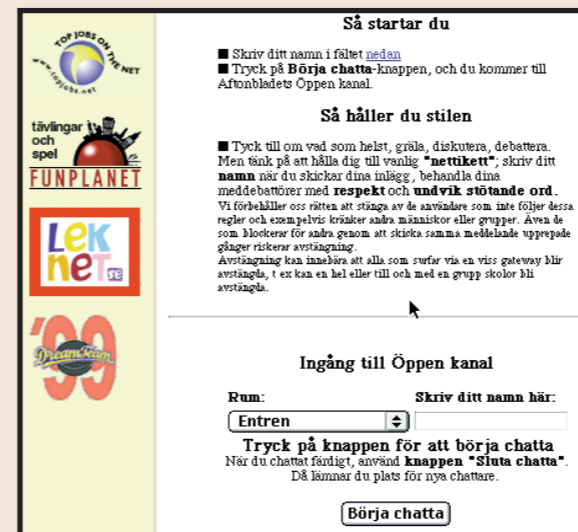 TOP JOBS ON THE NET
www.topjobs.net
tävlingar
och
spel
FUNPLANET
LEK
NET.SE
'99
DreamTeam
Så startar du
■ Skriv ditt namn i fältet nedan
■ Tryck på Börja chatta-knappen, och du kommer till
Aftonbladets Öppen kanal.
Så håller du stilen
■ Tyck till om vad som helst, gräla, diskutera, debattera.
Men tänk på att hålla dig till vanlig "nettikett"; skriv ditt
namn när du skickar dina inlägg, behandla dina
meddebattörer med respekt och undvik stötande ord.
Vi förbehåller oss rätten att stänga av de användare som inte följer dessa
regler och exempelvis kränker andra människor eller grupper. Även de
som blockerar för andra genom att skicka samma meddelande upprepade
gånger riskerar avstängning.
Avstängning kan innebära att alla som surfar via en viss gateway blir
avstängda, t ex kan en hel eller till och med en grupp skolor bli
avstängda.
Ingång till Öppen kanal
Rum: Skriv ditt namn här:
Entren
Tryck på knappen för att börja chatta
När du chattat färdigt, använd knappen "Sluta chatta".
Då lämnar du plats för nya chattare.
Börja chatta